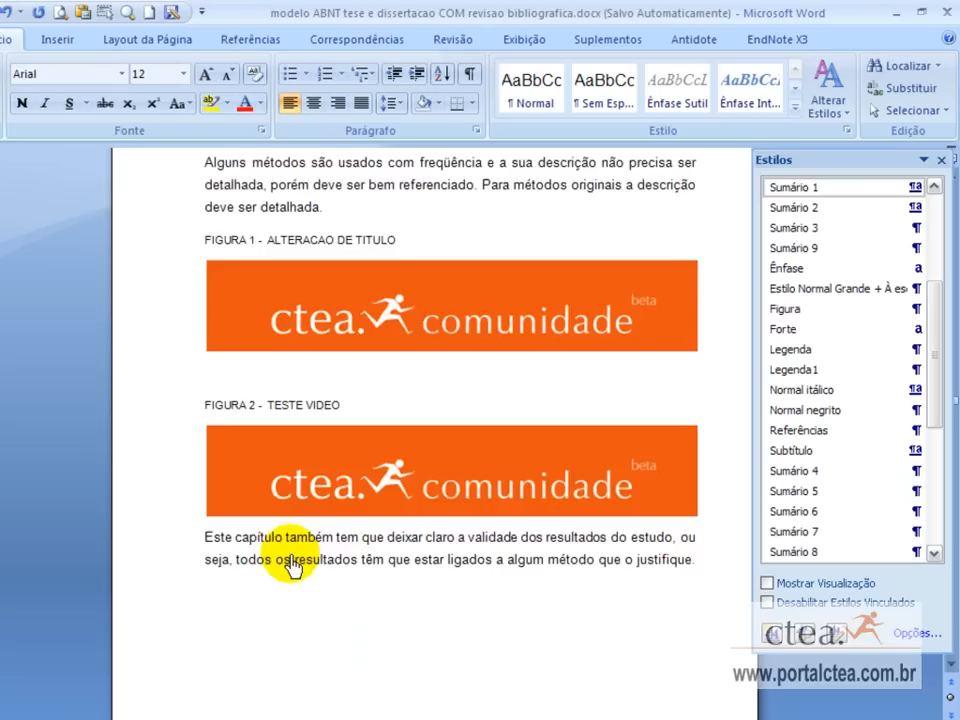 modelo ABNT tese e dissertacao COM revisao bibliografica.docx (Salvo Automaticamente) - Microsoft Word
Inserir Layout da Página Referências Correspondências Revisão Exibição Suplementos Antidote EndNote X3
Arial 12
AaBbCc AaBbCc AaBbCcL AaBbCc
¶ Normal ¶ Sem Esp... Ênfase Sutil Ênfase Int...
Alterar
Estilos
Localizar
Substituir
Selecionar
Fonte Parágrafo Estilo Edição
Alguns métodos são usados com freqüência e a sua descrição não precisa ser
detalhada, porém deve ser bem referenciado. Para métodos originais a descrição
deve ser detalhada.
FIGURA 1 - ALTERACAO DE TITULO
ctea. comunidade beta
FIGURA 2 - TESTE VIDEO
ctea. comunidade beta
Este capítulo também tem que deixar claro a validade dos resultados do estudo, ou
seja, todos os resultados têm que estar ligados a algum método que o justifique.
Estilos
Sumário 1
Sumário 2
Sumário 3
Sumário 9
Ênfase
Estilo Normal Grande + À es
Figura
Forte
Legenda
Legenda1
Normal itálico
Normal negrito
Referências
Subtítulo
Sumário 4
Sumário 5
Sumário 6
Sumário 7
Sumário 8
Mostrar Visualização
Desabilitar Estilos Vinculados
Opções...
ctea.
www.portalctea.com.br